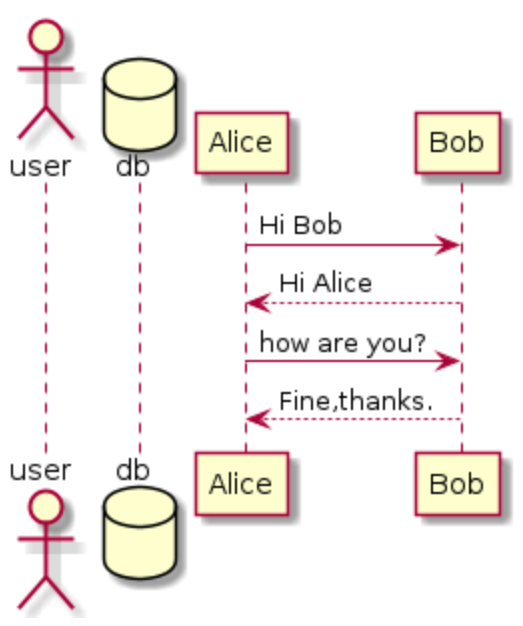 user
db
Alice
Bob
Hi Bob
Hi Alice
how are you?
Fine,thanks.
user
db
Alice
Bob